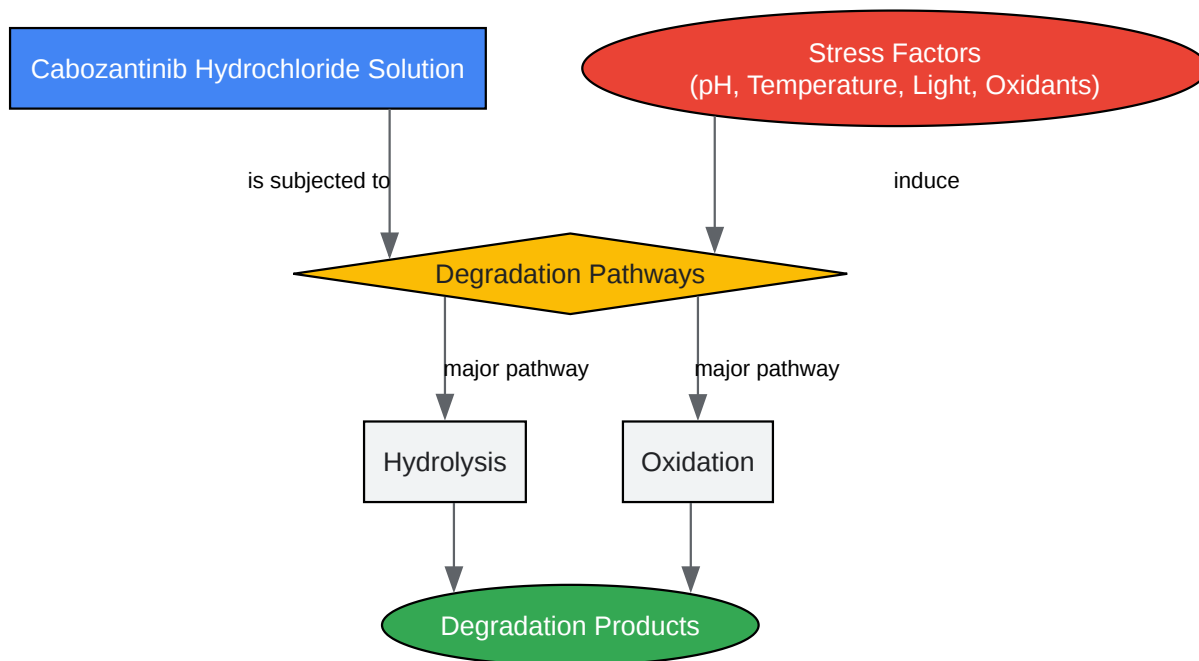 Cabozantinib Hydrochloride Solution
Stress Factors
(pH, Temperature, Light, Oxidants)
is subjected to
induce
Degradation Pathways
major pathway
major pathway
Hydrolysis
Oxidation
Degradation Products